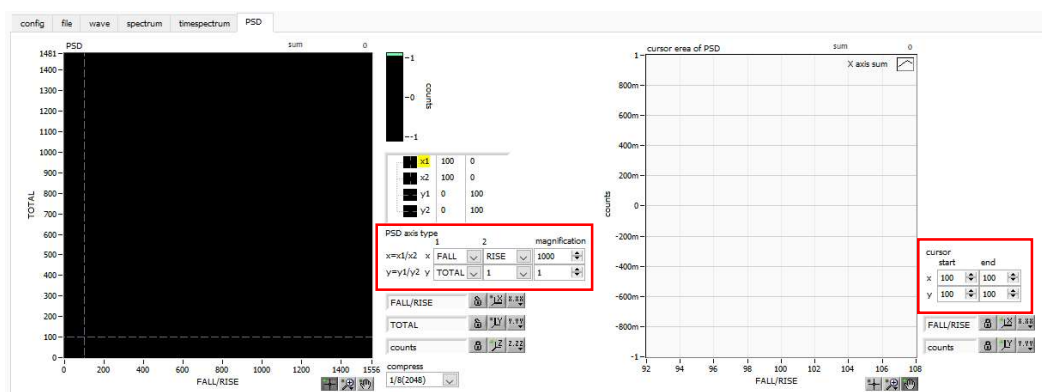 config file wave spectrum timespectrum PSD
PSD sum 0
1481
1400
1300
1200
1100
1000
900
800
700
600
500
400
300
200
100
0
TOTAL
0 200 400 600 800 1000 1200 1400 1556
FALL/RISE
1
0
-1
counts
x1 100 0
x2 100 0
y1 0 100
y2 0 100
PSD axis type
1 2 magnification
x=x1/x2 x FALL RISE 1000
y=y1/y2 y TOTAL 1 1
FALL/RISE
TOTAL
counts
compress
1/8(2048)
cursor erea of PSD sum 0
X axis sum
1
800m
600m
400m
200m
0
-200m
-400m
-600m
-800m
-1
counts
92 94 96 98 100 102 104 106 108
FALL/RISE
cursor
start end
x 100 100
y 100 100
FALL/RISE
counts